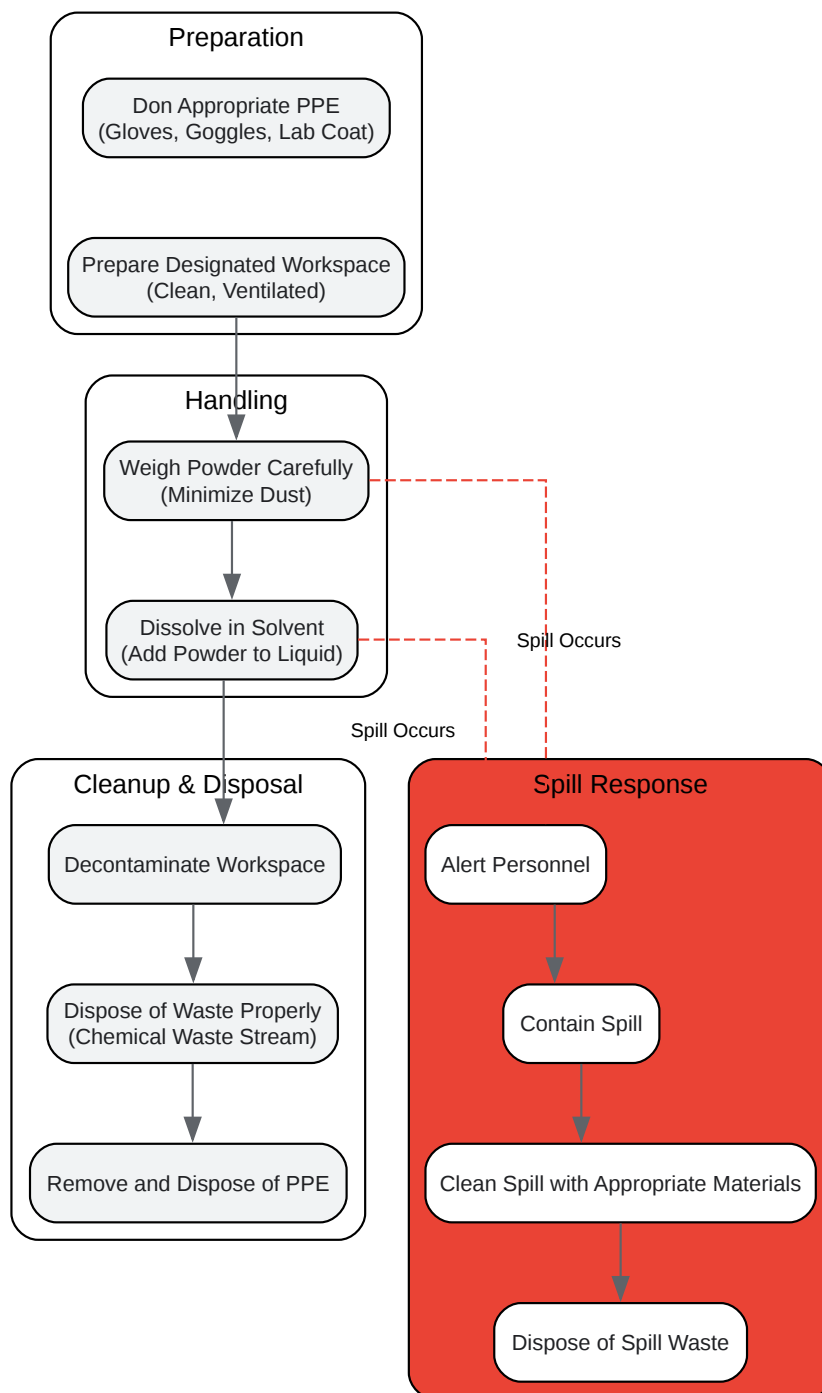 Preparation
Don Appropriate PPE
(Gloves, Goggles, Lab Coat)
Prepare Designated Workspace
(Clean, Ventilated)
Handling
Weigh Powder Carefully
(Minimize Dust)
Dissolve in Solvent
(Add Powder to Liquid)
Spill Occurs
Spill Occurs
Cleanup & Disposal
Decontaminate Workspace
Dispose of Waste Properly
(Chemical Waste Stream)
Remove and Dispose of PPE
Spill Response
Alert Personnel
Contain Spill
Clean Spill with Appropriate Materials
Dispose of Spill Waste